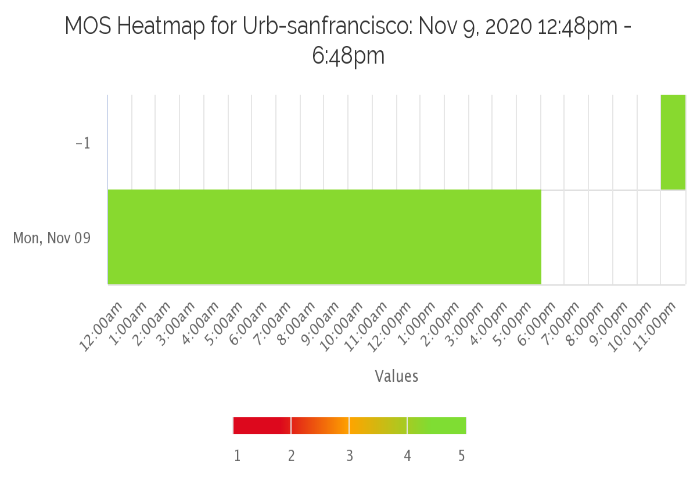 MOS Heatmap for Urb-sanfrancisco: Nov 9, 2020 12:48pm -
6:48pm
-1
Mon, Nov 09
12:00am
1:00am
2:00am
3:00am
4:00am
5:00am
6:00am
7:00am
8:00am
9:00am
10:00am
11:00am
12:00pm
1:00pm
2:00pm
3:00pm
4:00pm
5:00pm
6:00pm
7:00pm
8:00pm
9:00pm
10:00pm
11:00pm
Values
1 2 3 4 5